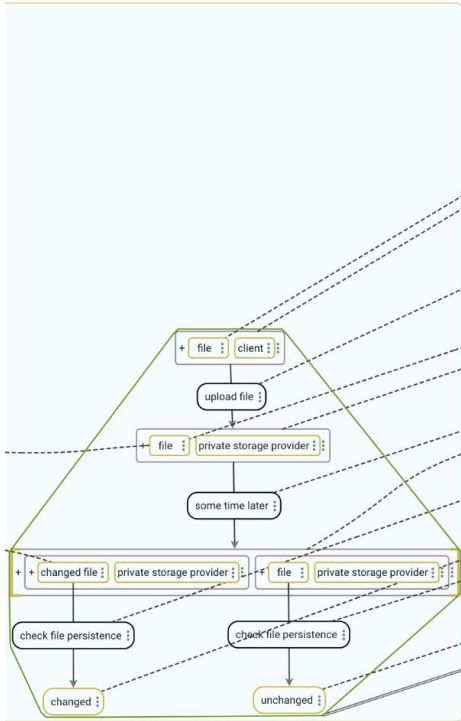 + file client
upload file
+ file private storage provider
some time later
+ + changed file private storage provider + file private storage provider
check file persistence check file persistence
changed unchanged